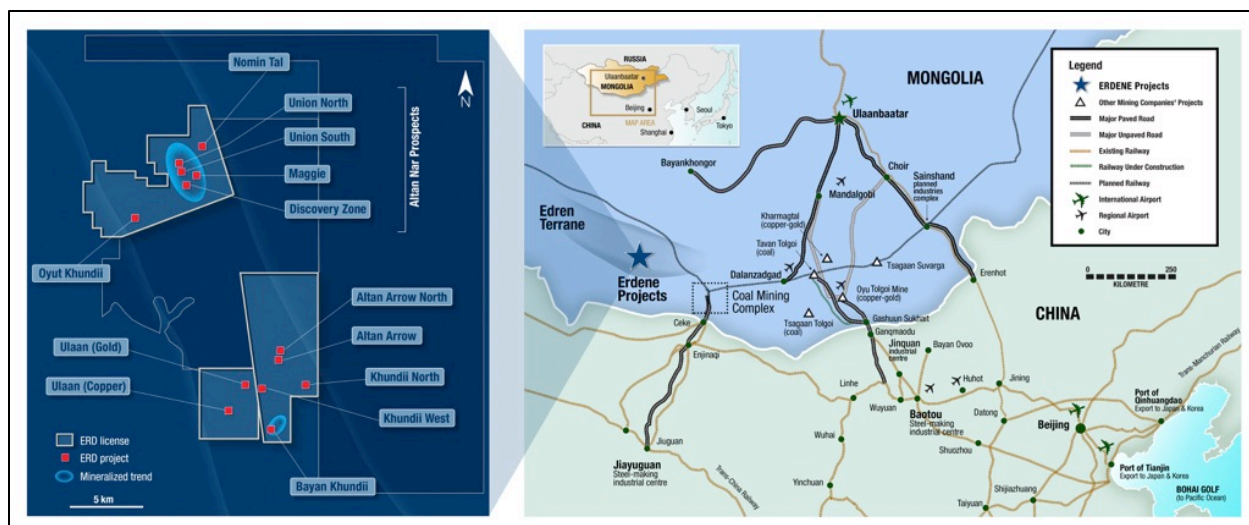 Nomin Tal
Union North
Union South
Maggie
Discovery Zone
Altan Nar Prospects
N
Oyut Khundii
Altan Arrow North
Altan Arrow
Ulaan (Gold)
Khundii North
Ulaan (Copper)
Khundii West
Bayan Khundii
ERD license
ERD project
Mineralized trend
5 km
RUSSIA
Ulaanbaatar
MONGOLIA
Beijing
Seoul
CHINA
MAP AREA
Tokyo
Shanghai
MONGOLIA
Ulaanbaatar
Bayankhongor
Choir
Sainshand
planned
industries
complex
Mandalgobi
Edren
Terrane
Kharmagtal
(copper-gold)
Tavan Tolgoi
(coal)
Tsagaan Suvarga
Dalanzadgad
Erdene
Projects
Oyu Tolgoi Mine
(copper-gold)
Erenhot
Coal Mining
Complex
Tsagaan Tolgoi
(coal)
Gashuun Sukhait
Ganqmaodu
Ceke
CHINA
Enjinaqi
Jinquan
industrial
centre
Bayan Ovoo
Linhe
Huhot
Jining
Wuyuan
Baotou
Steel-making
industrial centre
Datong
Beijing
Port of
Qinhuangdao
Export to Japan & Korea
Trans-Manchurian Railway
Jiuguan
Wuhai
Shuozhou
Jiayuguan
Steel-making
industrial centre
Trans-China Railway
Yinchuan
Shijiazhuang
Taiyuan
Port of Tianjin
Export to Japan & Korea
BOHAI GOLF
(to Pacific Ocean)
Legend
ERDENE Projects
Other Mining Companies' Projects
Major Paved Road
Major Unpaved Road
Existing Railway
Railway Under Construction
Planned Railway
International Airport
Regional Airport
City
0 250
KILOMETRE